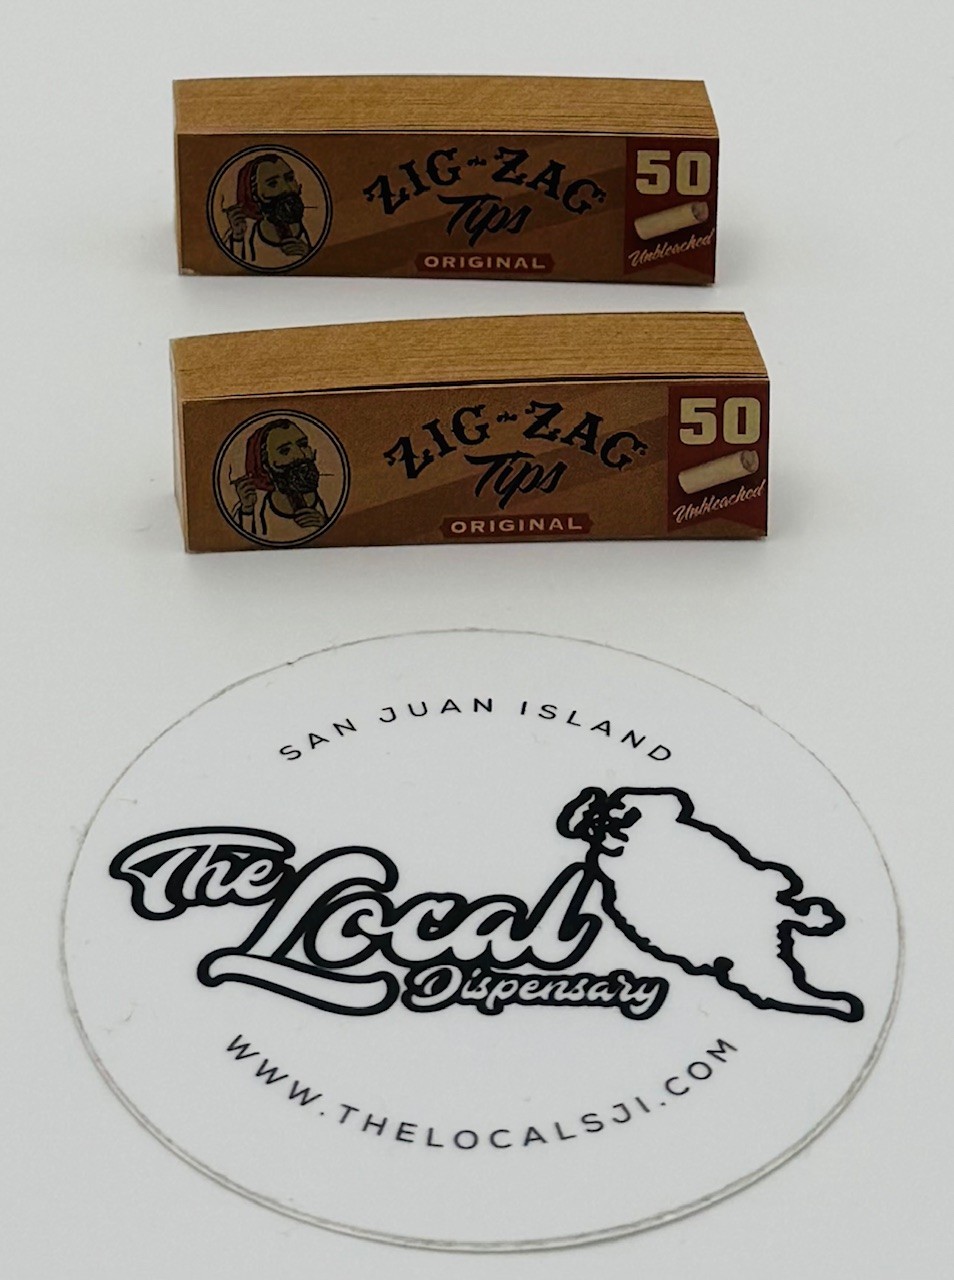 ZIG-ZAG
Tips
ORIGINAL
50
Unbleached
ZIG-ZAG
Tips
ORIGINAL
50
Unbleached
SAN JUAN ISLAND
The Local
Dispensary
WWW.THELOCALSJI.COM